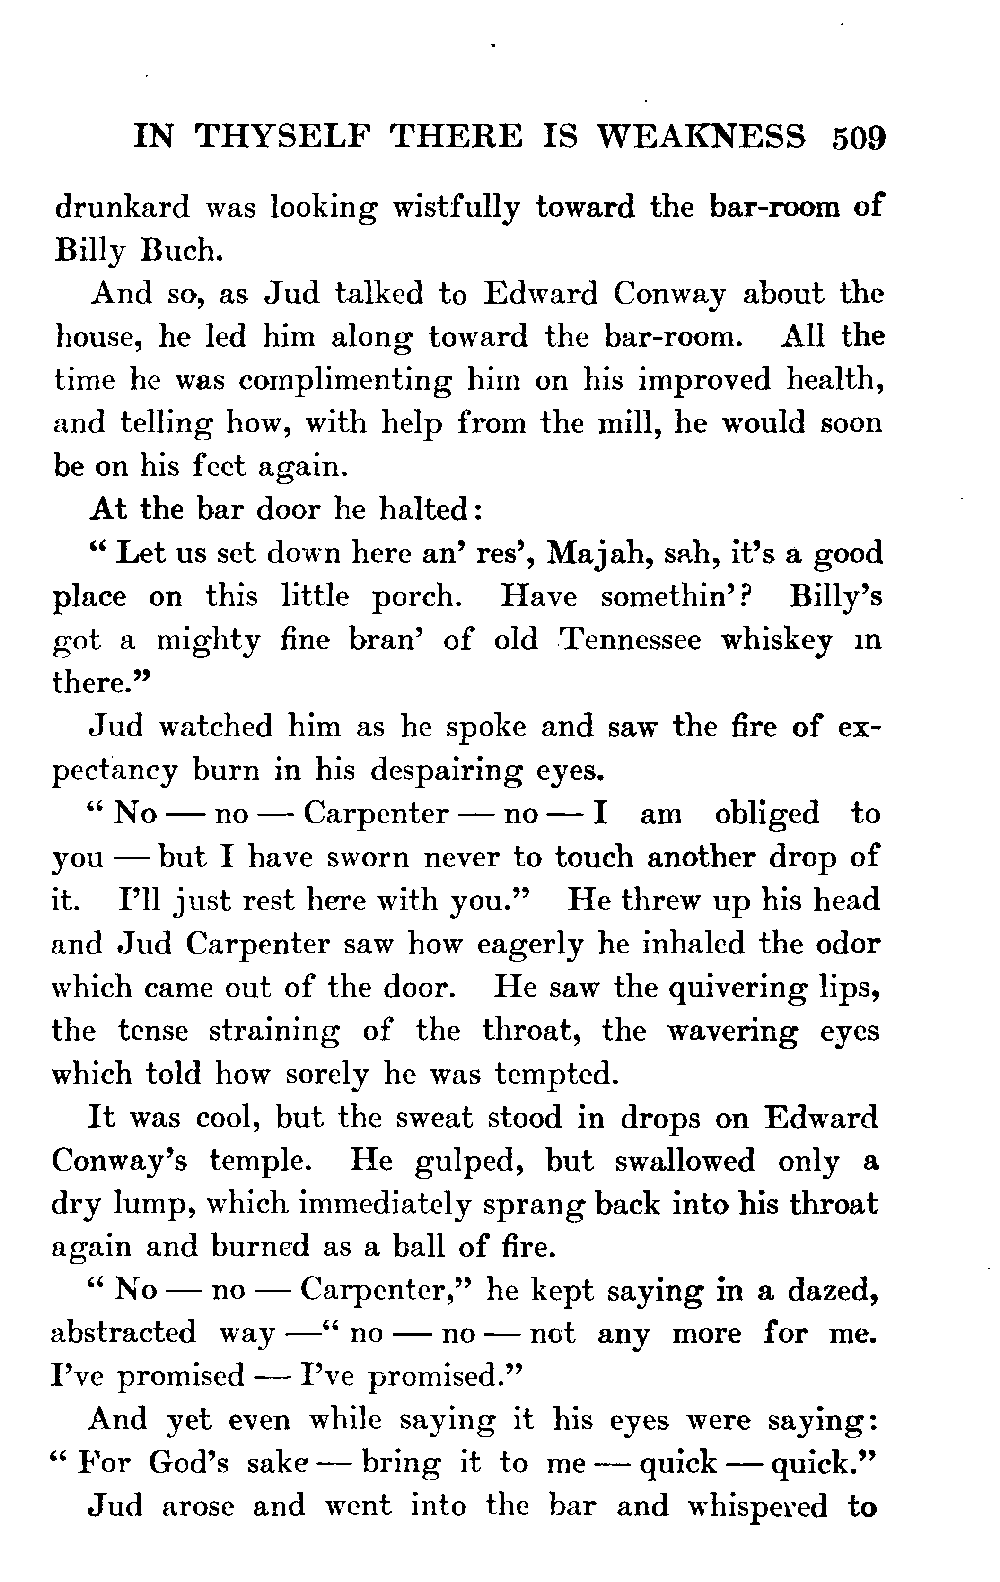 IN THYSELF THERE IS WEAKNESS 509
drunkard was looking wistfully toward the bar-room of
Billy Buch.
And so, as Jud talked to Edward Conway about the
house, he led him along toward the bar-room. All the
time he was complimenting him on his improved health,
and telling how, with help from the mill, he would soon
be on his feet again.
At the bar door he halted:
“ Let us set down here an’ res’, Majah, sah, it’s a good
place on this little porch. Have somethin’? Billy’s
got a mighty fine bran’ of old Tennessee whiskey in
there.”
Jud watched him as he spoke and saw the fire of ex-
pectancy burn in his despairing eyes.
“ No — no — Carpenter — no — I am obliged to
you — but I have sworn never to touch another drop of
it. I’ll just rest here with you.” He threw up his head
and Jud Carpenter saw how eagerly he inhaled the odor
which came out of the door. He saw the quivering lips,
the tense straining of the throat, the wavering eyes
which told how sorely he was tempted.
It was cool, but the sweat stood in drops on Edward
Conway’s temple. He gulped, but swallowed only a
dry lump, which immediately sprang back into his throat
again and burned as a ball of fire.
“ No — no — Carpenter,” he kept saying in a dazed,
abstracted way —“ no — no — not any more for me.
I’ve promised — I’ve promised.”
And yet even while saying it his eyes were saying:
“ For God’s sake — bring it to me — quick — quick.”
Jud arose and went into the bar and whispered to